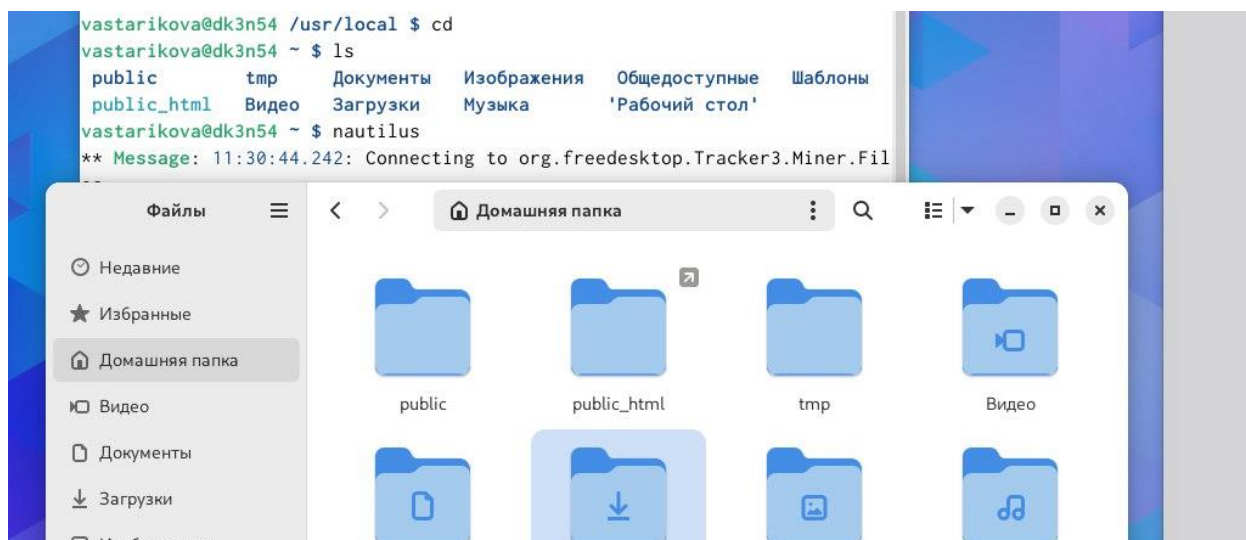 vastarikova@dk3n54 /usr/local $ cd
vastarikova@dk3n54 ~ $ ls
public tmp Документы Изображения Общедоступные Шаблоны
public_html Видео Загрузки Музыка 'Рабочий стол'
vastarikova@dk3n54 ~ $ nautilus
** Message: 11:30:44.242: Connecting to org.freedesktop.Tracker3.Miner.Fil
Файлы
Домашняя папка
Недавние
Избранные
Домашняя папка
Видео
Документы
Загрузки
public public_html tmp Видео